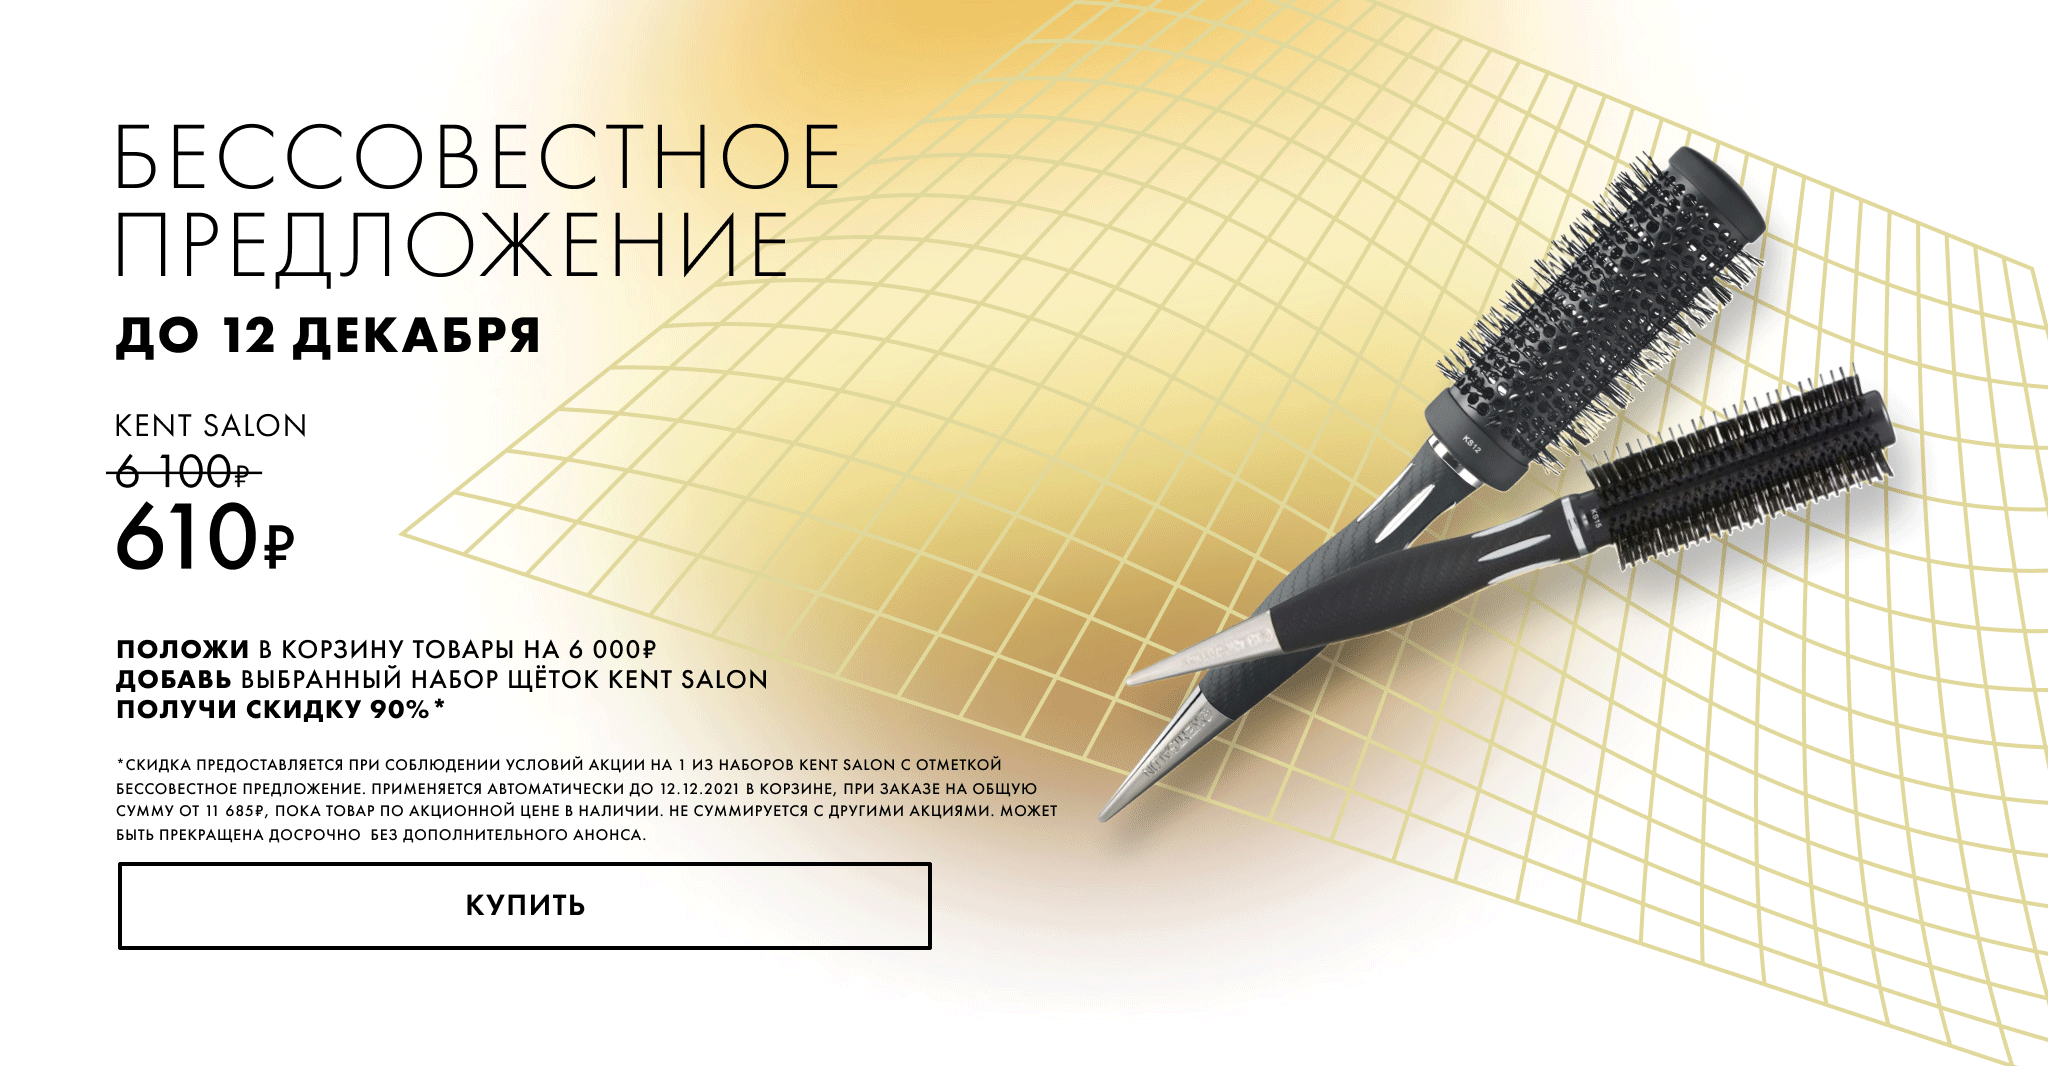 БЕССОВЕСТНОЕ
ПРЕДЛОЖЕНИЕ
ДО 12 ДЕКАБРЯ
KENT SALON
6 100₽
610₽
ПОЛОЖИ В КОРЗИНУ ТОВАРЫ НА 6 000₽
ДОБАВЬ ВЫБРАННЫЙ НАБОР ЩЁТОК KENT SALON
ПОЛУЧИ СКИДКУ 90%*
*СКИДКА ПРЕДОСТАВЛЯЕТСЯ ПРИ СОБЛЮДЕНИИ УСЛОВИЙ АКЦИИ НА 1 ИЗ НАБОРОВ KENT SALON С ОТМЕТКОЙ
БЕССОВЕСТНОЕ ПРЕДЛОЖЕНИЕ. ПРИМЕНЯЕТСЯ АВТОМАТИЧЕСКИ ДО 12.12.2021 В КОРЗИНЕ, ПРИ ЗАКАЗЕ НА ОБЩУЮ
СУММУ ОТ 11 685₽, ПОКА ТОВАР ПО АКЦИОННОЙ ЦЕНЕ В НАЛИЧИИ. НЕ СУММИРУЕТСЯ С ДРУГИМИ АКЦИЯМИ. МОЖЕТ
БЫТЬ ПРЕКРАЩЕНА ДОСРОЧНО БЕЗ ДОПОЛНИТЕЛЬНОГО АНОНСА.
КУПИТЬ
KS12
KS15